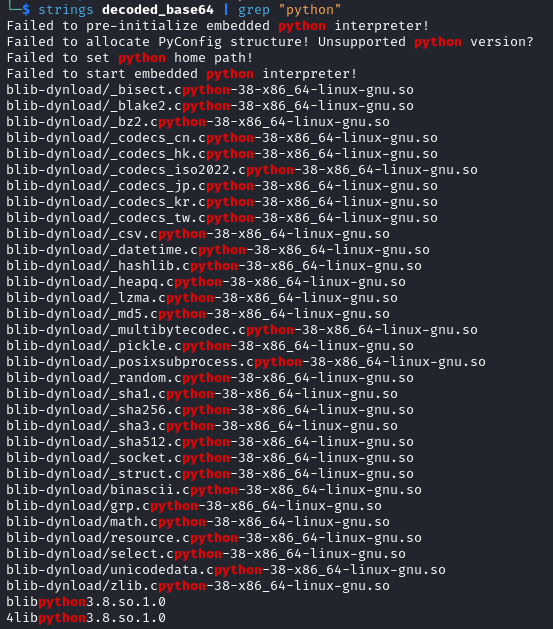 └─$ strings decoded_base64 | grep "python"
Failed to pre-initialize embedded python interpreter!
Failed to allocate PyConfig structure! Unsupported python version?
Failed to set python home path!
Failed to start embedded python interpreter!
blib-dynload/_bisect.cpython-38-x86_64-linux-gnu.so
blib-dynload/_blake2.cpython-38-x86_64-linux-gnu.so
blib-dynload/_bz2.cpython-38-x86_64-linux-gnu.so
blib-dynload/_codecs_cn.cpython-38-x86_64-linux-gnu.so
blib-dynload/_codecs_hk.cpython-38-x86_64-linux-gnu.so
blib-dynload/_codecs_iso2022.cpython-38-x86_64-linux-gnu.so
blib-dynload/_codecs_jp.cpython-38-x86_64-linux-gnu.so
blib-dynload/_codecs_kr.cpython-38-x86_64-linux-gnu.so
blib-dynload/_codecs_tw.cpython-38-x86_64-linux-gnu.so
blib-dynload/_csv.cpython-38-x86_64-linux-gnu.so
blib-dynload/_datetime.cpython-38-x86_64-linux-gnu.so
blib-dynload/_hashlib.cpython-38-x86_64-linux-gnu.so
blib-dynload/_heapq.cpython-38-x86_64-linux-gnu.so
blib-dynload/_lzma.cpython-38-x86_64-linux-gnu.so
blib-dynload/_md5.cpython-38-x86_64-linux-gnu.so
blib-dynload/_multibytecodec.cpython-38-x86_64-linux-gnu.so
blib-dynload/_pickle.cpython-38-x86_64-linux-gnu.so
blib-dynload/_posixsubprocess.cpython-38-x86_64-linux-gnu.so
blib-dynload/_random.cpython-38-x86_64-linux-gnu.so
blib-dynload/_sha1.cpython-38-x86_64-linux-gnu.so
blib-dynload/_sha256.cpython-38-x86_64-linux-gnu.so
blib-dynload/_sha3.cpython-38-x86_64-linux-gnu.so
blib-dynload/_sha512.cpython-38-x86_64-linux-gnu.so
blib-dynload/_socket.cpython-38-x86_64-linux-gnu.so
blib-dynload/_struct.cpython-38-x86_64-linux-gnu.so
blib-dynload/binascii.cpython-38-x86_64-linux-gnu.so
blib-dynload/grp.cpython-38-x86_64-linux-gnu.so
blib-dynload/math.cpython-38-x86_64-linux-gnu.so
blib-dynload/resource.cpython-38-x86_64-linux-gnu.so
blib-dynload/select.cpython-38-x86_64-linux-gnu.so
blib-dynload/unicodedata.cpython-38-x86_64-linux-gnu.so
blib-dynload/zlib.cpython-38-x86_64-linux-gnu.so
blibpython3.8.so.1.0
4libpython3.8.so.1.0